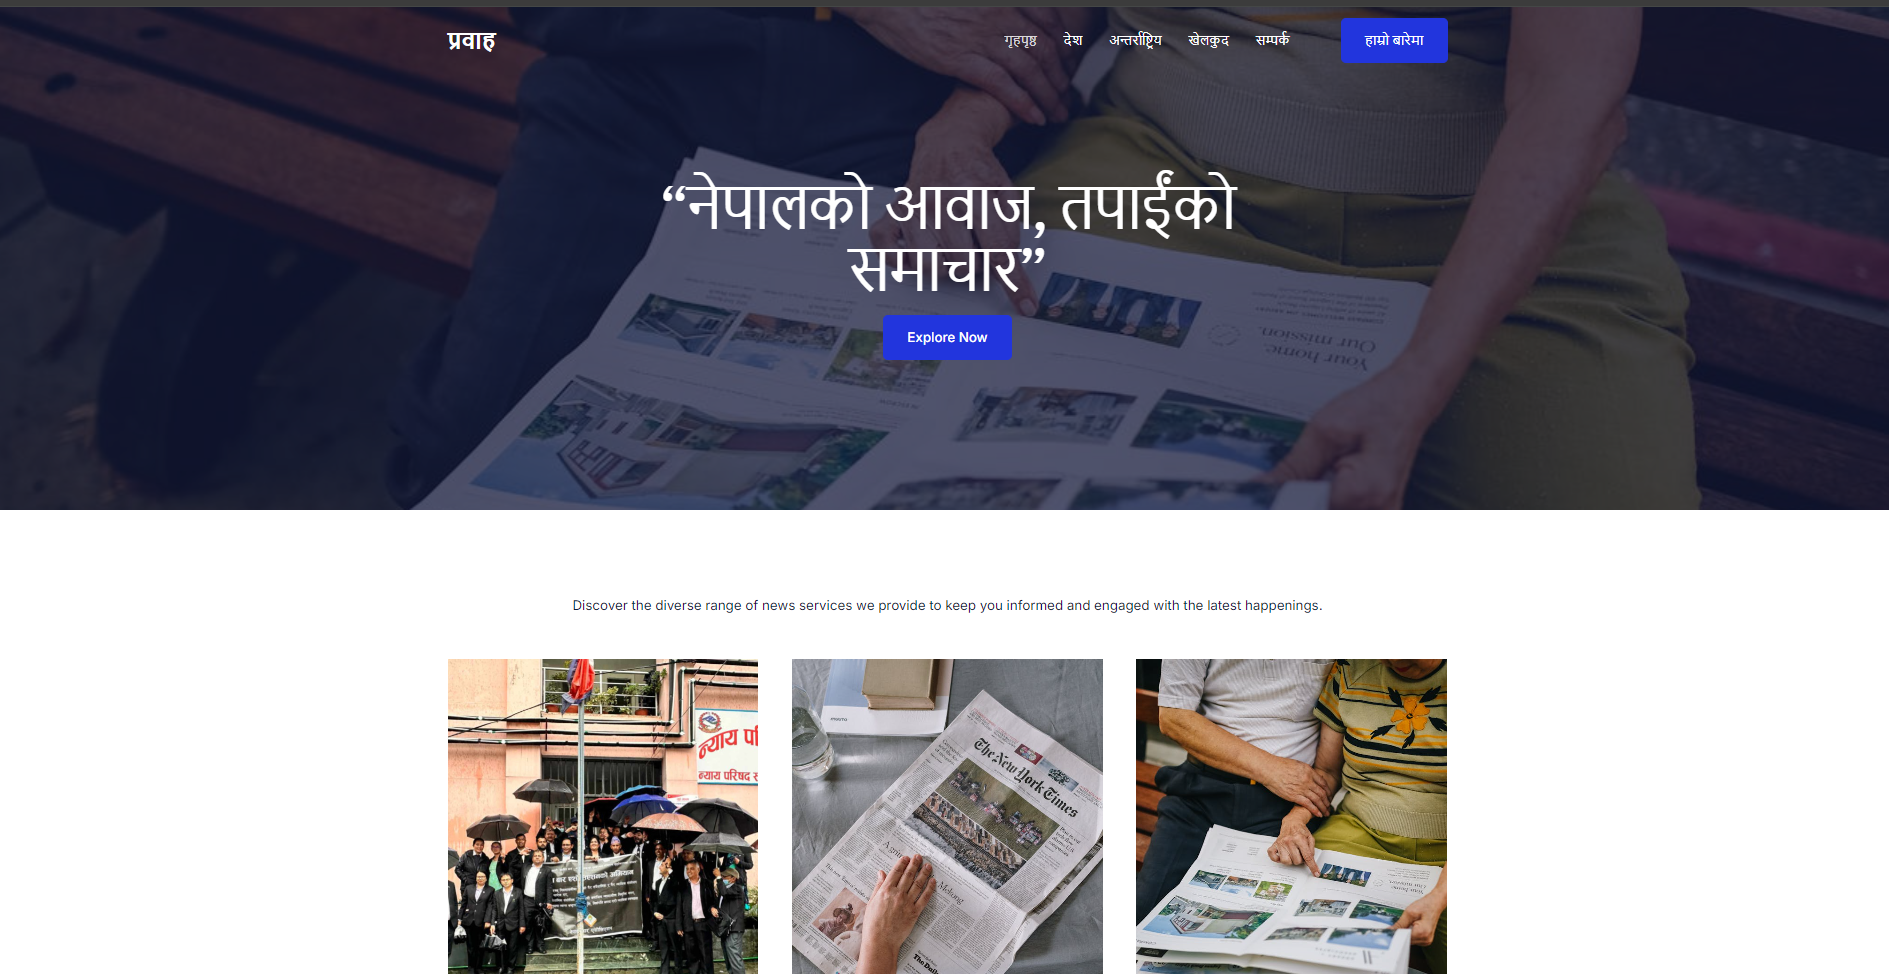 प्रवाह
गृहपृष्ठ देश अन्तर्राष्ट्रिय खेलकुद सम्पर्क हाम्रो बारेमा
“नेपालको आवाज, तपाईंको
समाचार”
Explore Now
Your home.
Our mission.
Discover the diverse range of news services we provide to keep you informed and engaged with the latest happenings.
न्याय
न्याय परिषद
The New York Times